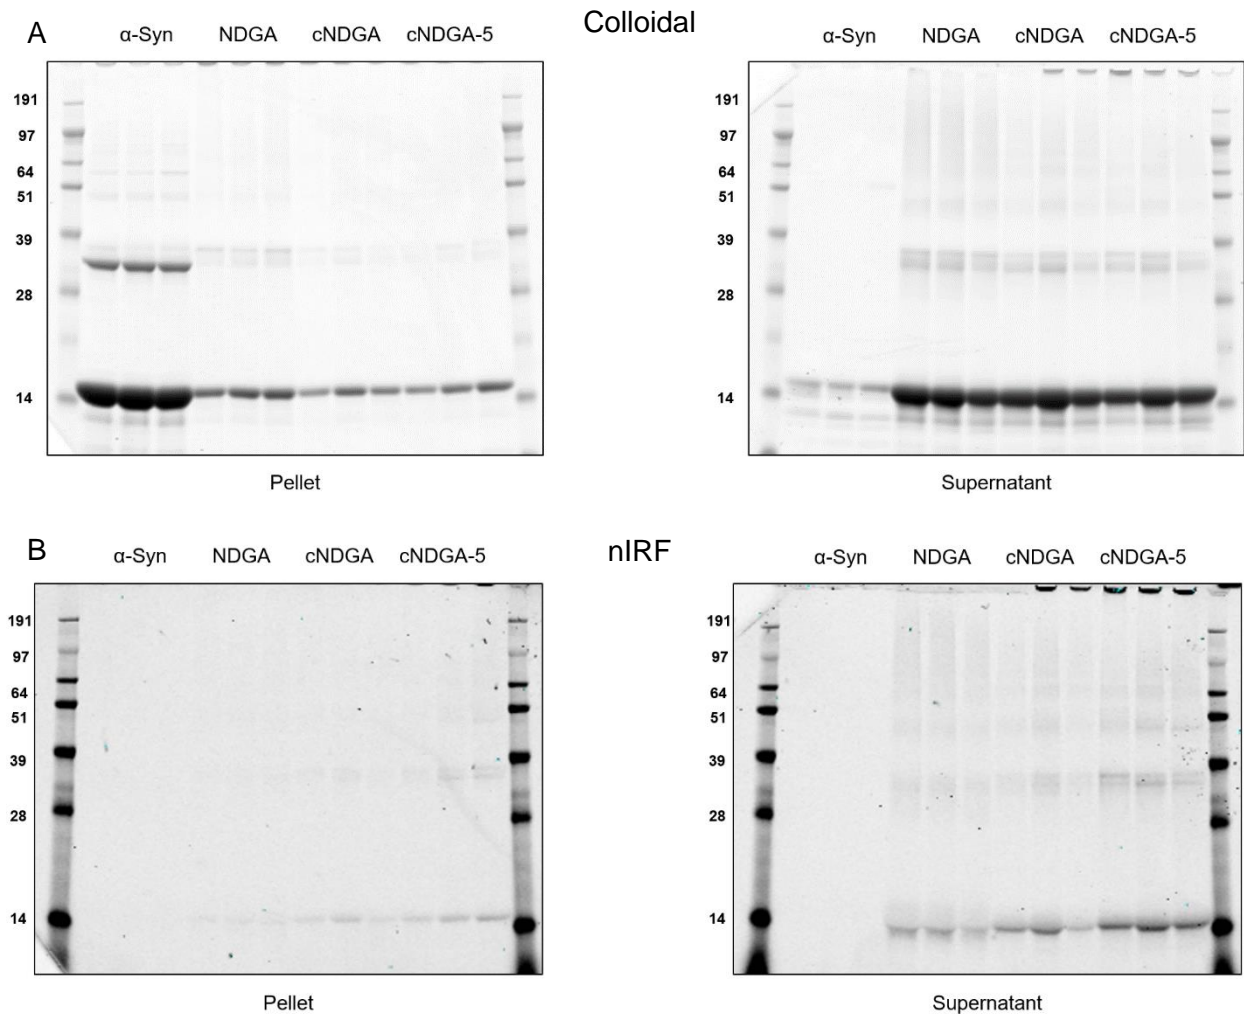 A
Colloidal
α-Syn NDGA cNDGA cNDGA-5
α-Syn NDGA cNDGA cNDGA-5
191
97
64
51
39
28
14
191
97
64
51
39
28
14
Pellet
Supernatant
B
nIRF
α-Syn NDGA cNDGA cNDGA-5
α-Syn NDGA cNDGA cNDGA-5
191
97
64
51
39
28
14
191
97
64
51
39
28
14
Pellet
Supernatant